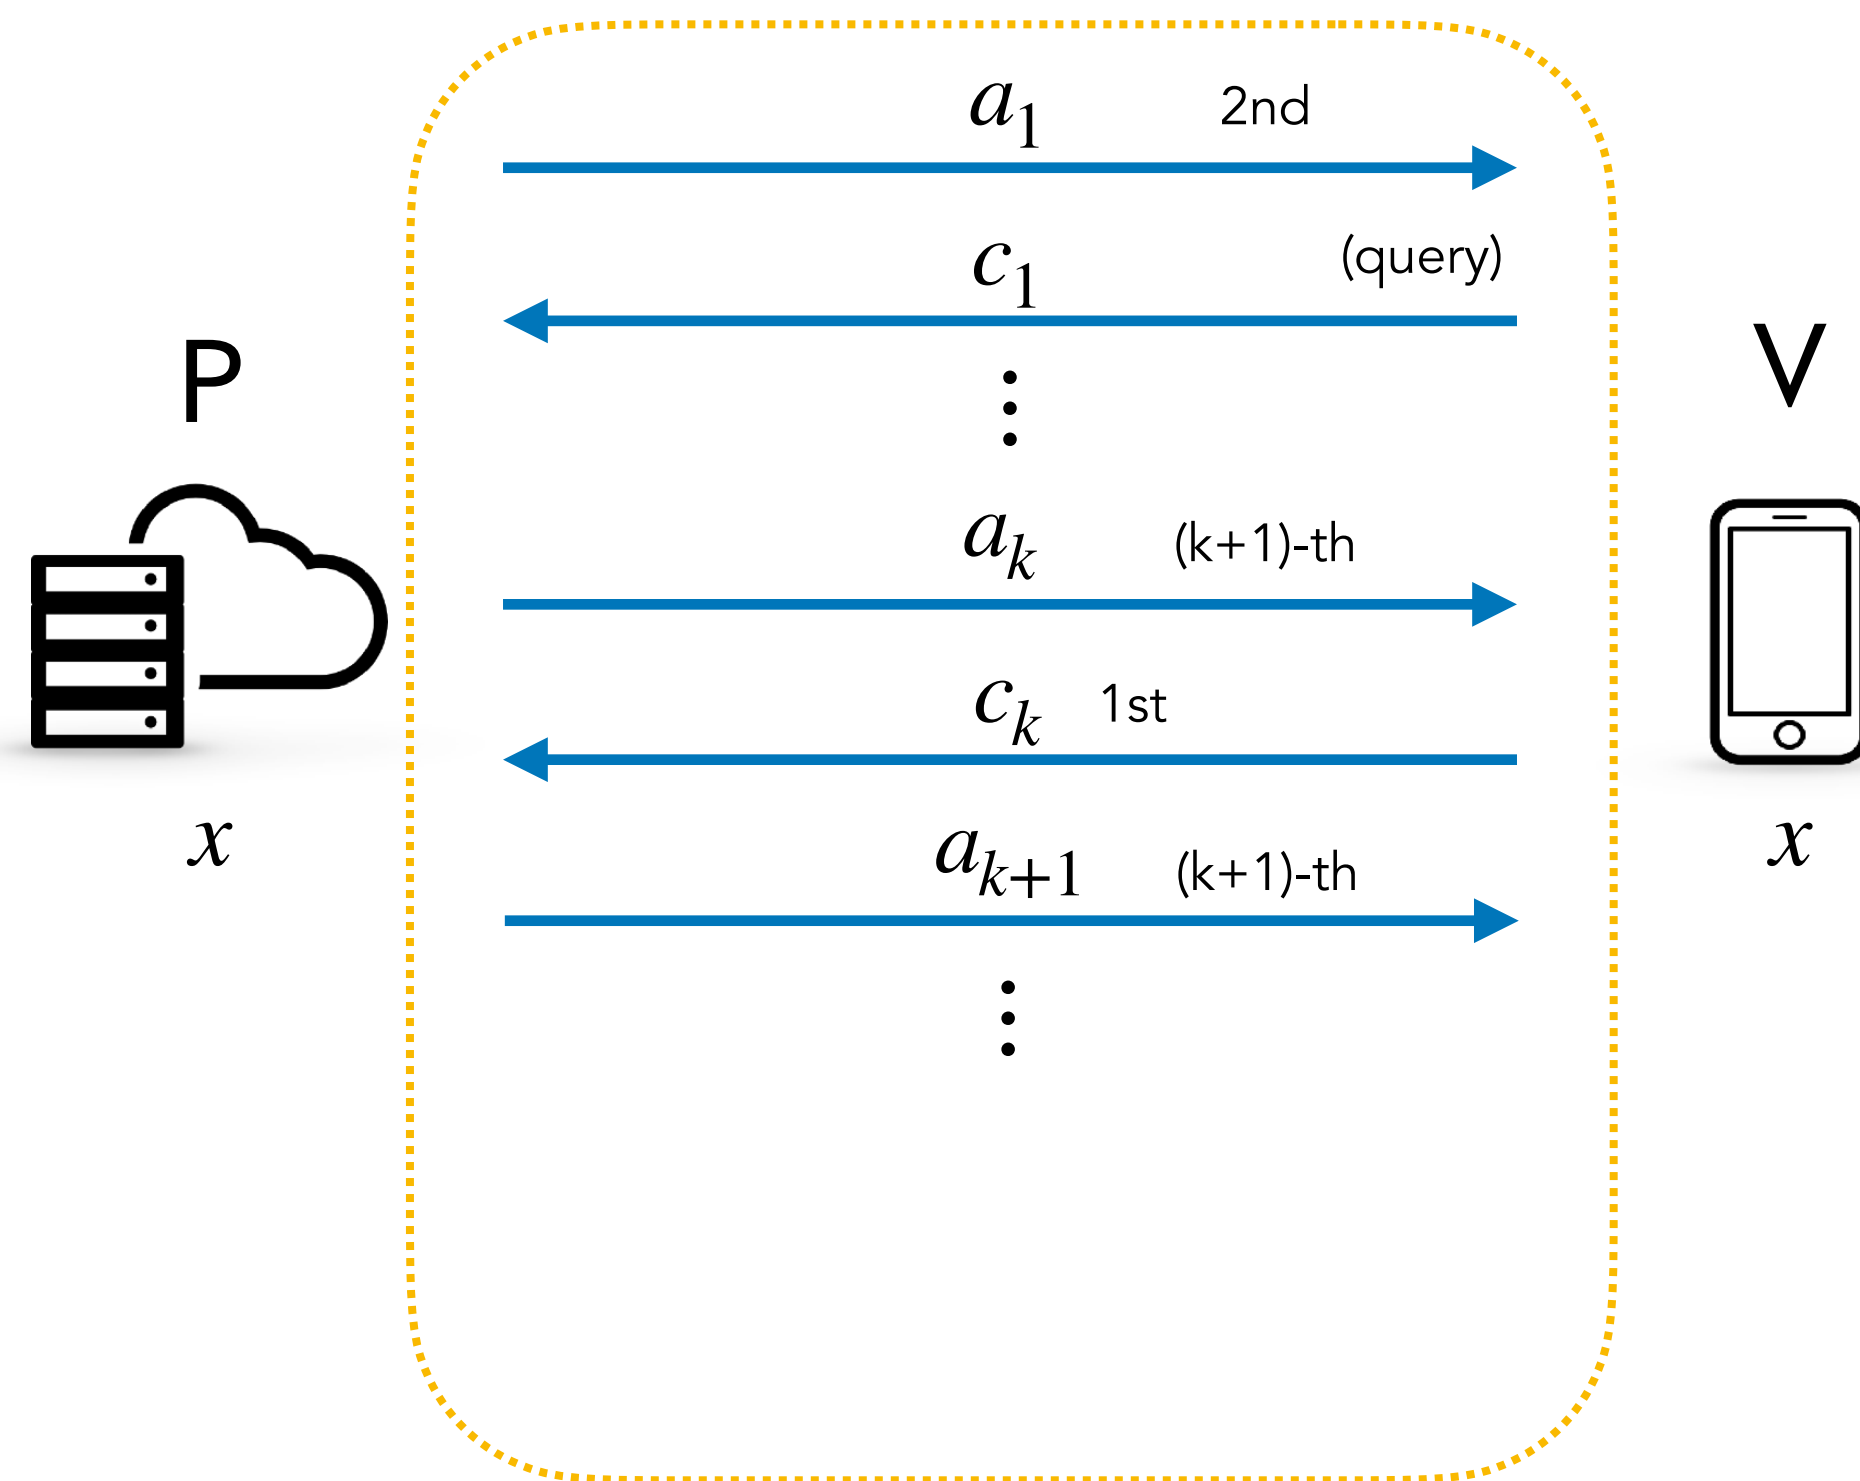 a₁ 2nd
c₁ (query)
P
V
⋮
aₖ (k+1)-th
cₖ 1st
x
x
aₖ₊₁ (k+1)-th
⋮